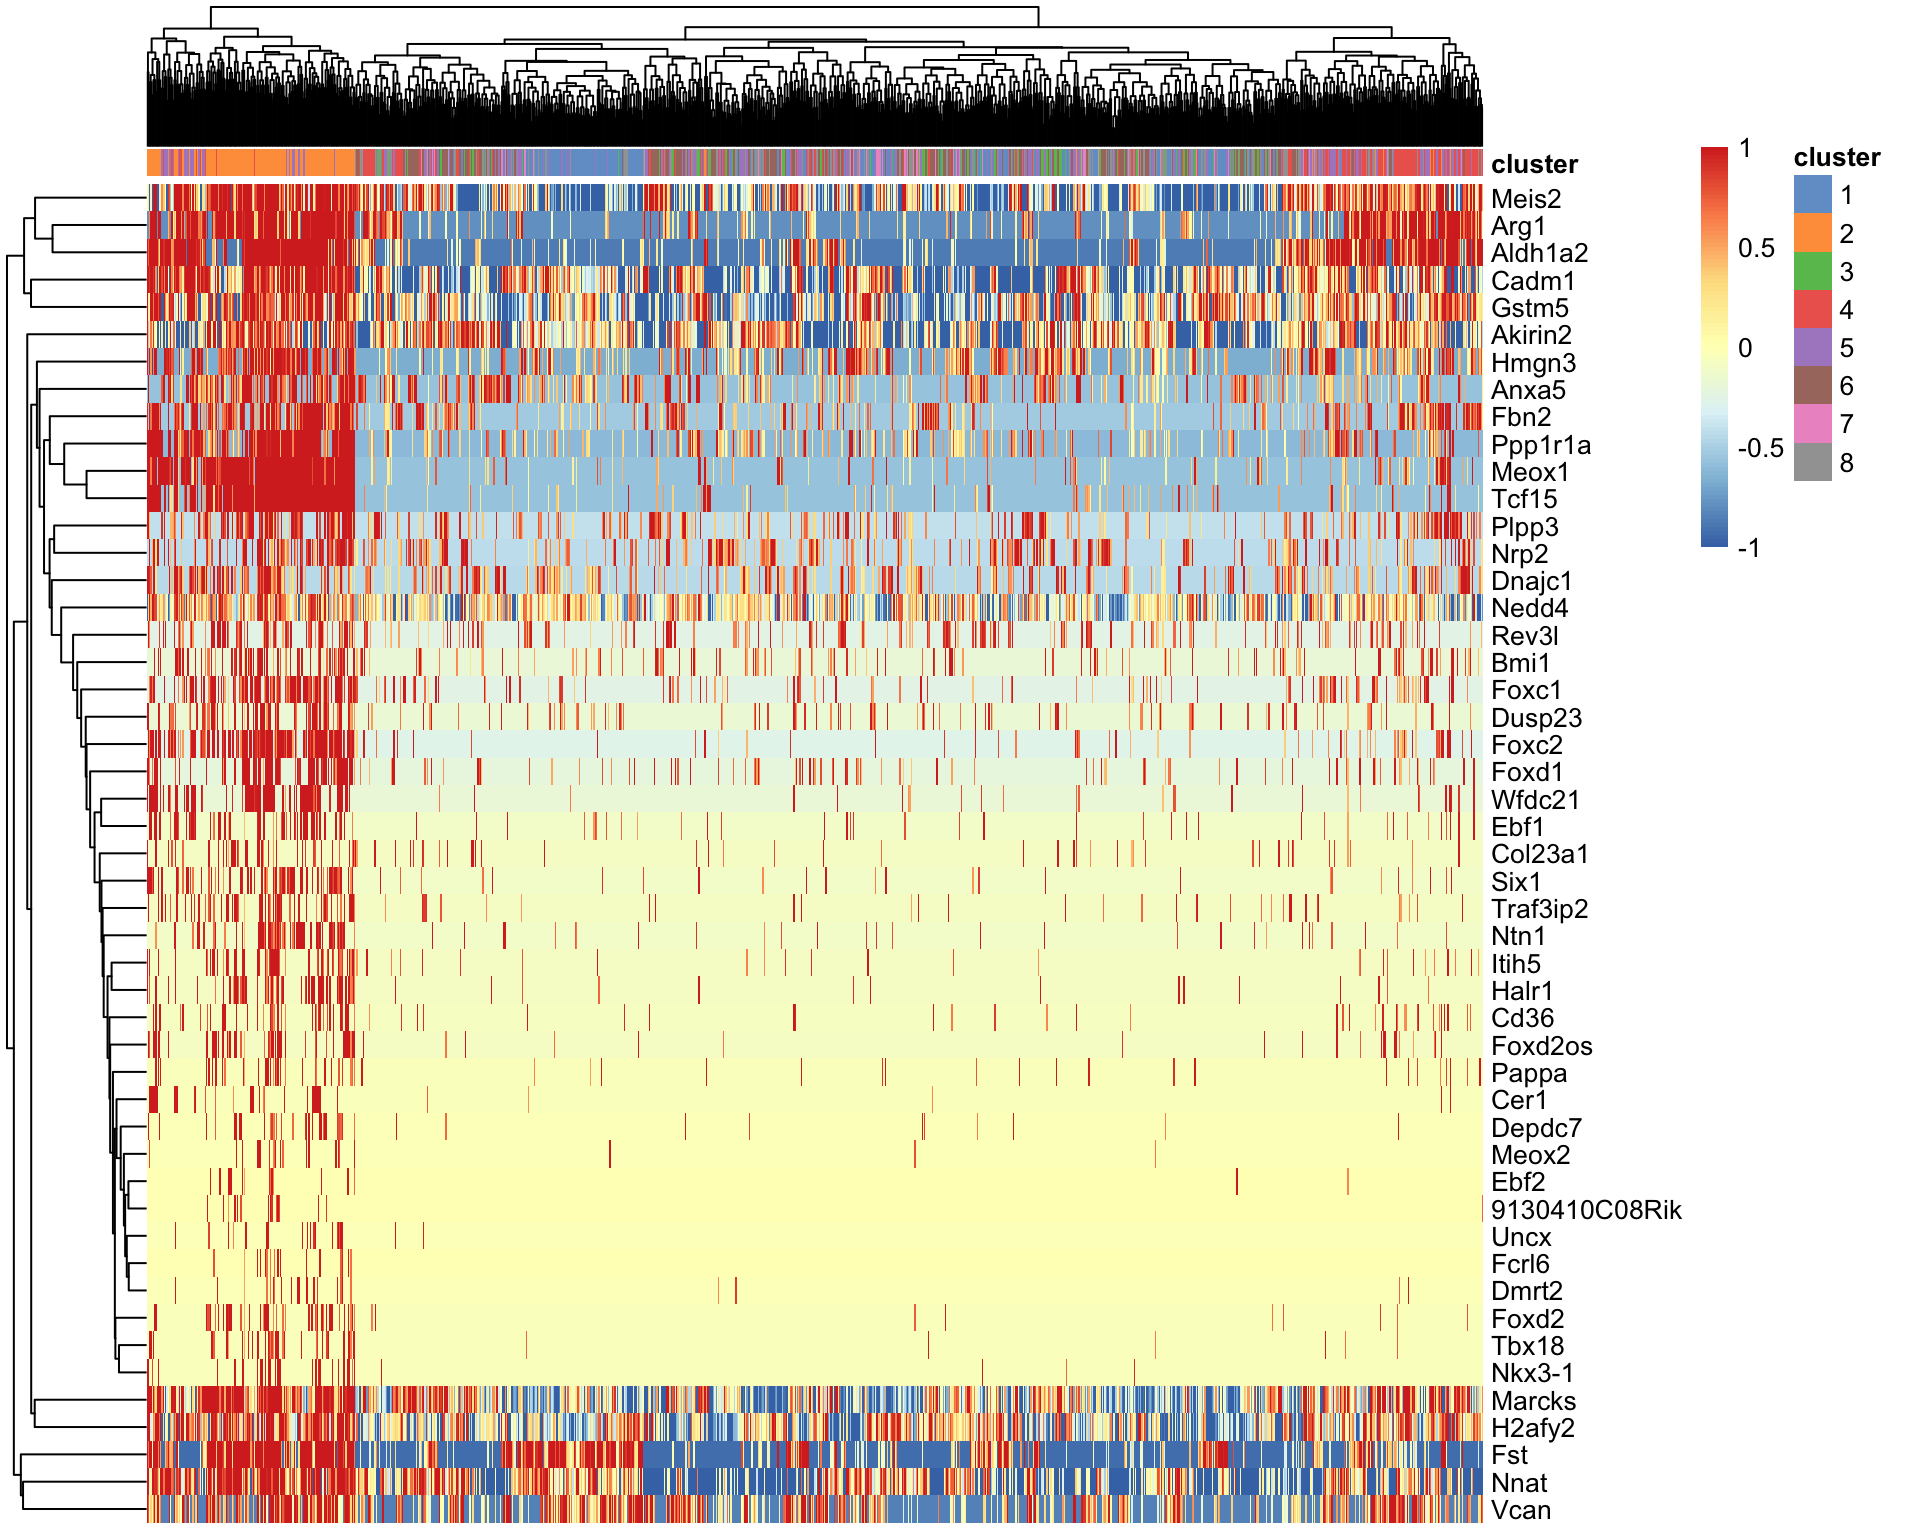 cluster
Meis2
Arg1
Aldh1a2
Cadm1
Gstm5
Akirin2
Hmgn3
Anxa5
Fbn2
Ppp1r1a
Meox1
Tcf15
Plpp3
Nrp2
Dnajc1
Nedd4
Rev3l
Bmi1
Foxc1
Dusp23
Foxc2
Foxd1
Wfdc21
Ebf1
Col23a1
Six1
Traf3ip2
Ntn1
Itih5
Halr1
Cd36
Foxd2os
Pappa
Cer1
Depdc7
Meox2
Ebf2
9130410C08Rik
Uncx
Fcrl6
Dmrt2
Foxd2
Tbx18
Nkx3-1
Marcks
H2afy2
Fst
Nnat
Vcan
1
0.5
0
-0.5
-1
cluster
1
2
3
4
5
6
7
8